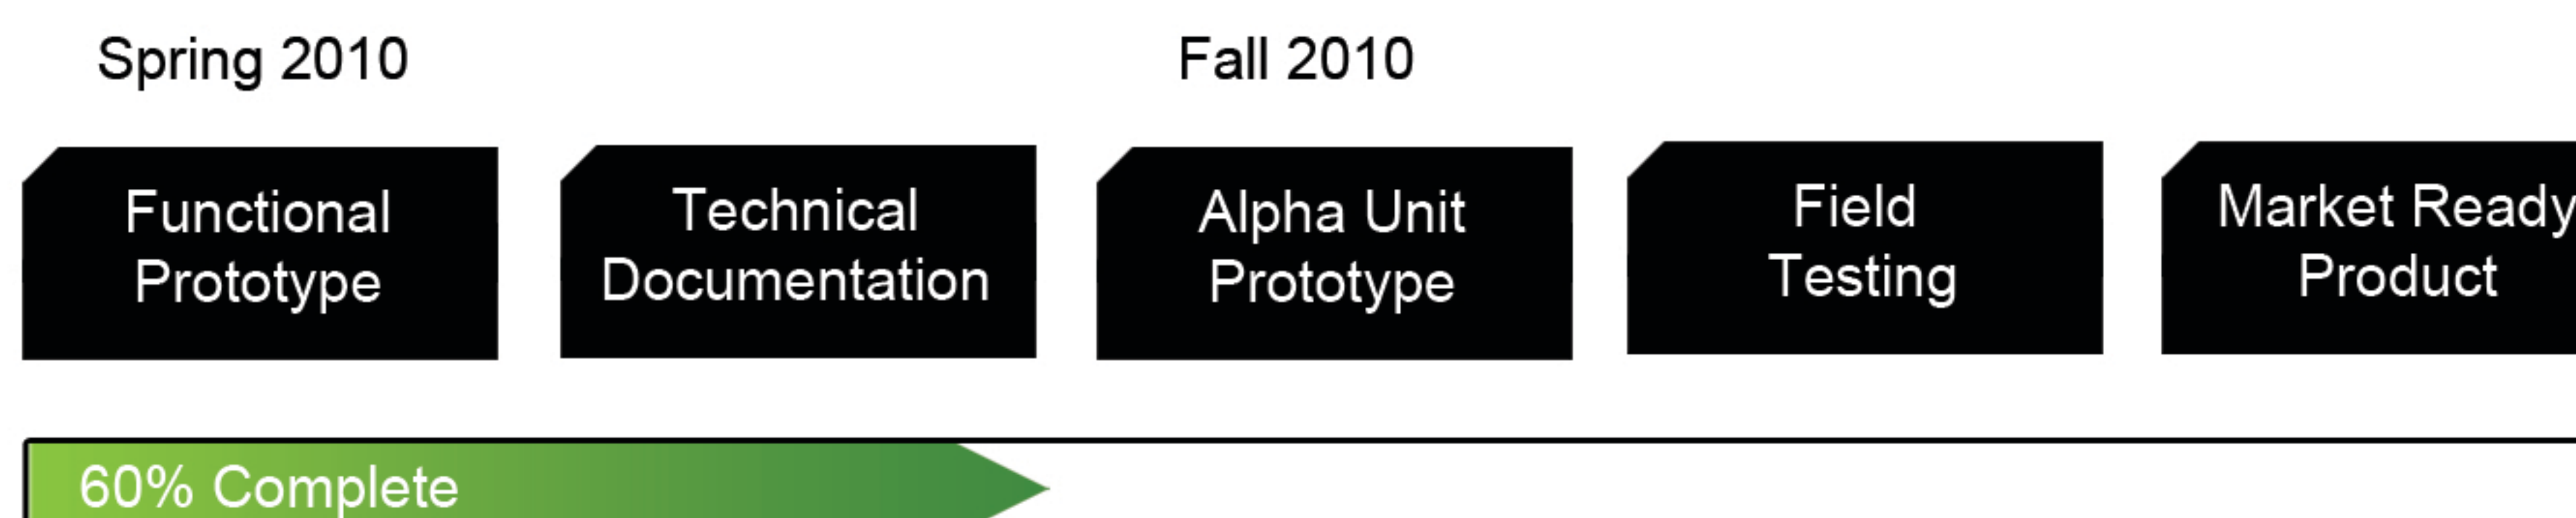 Spring 2010
Fall 2010
Functional
Prototype
Technical
Documentation
Alpha Unit
Prototype
Field
Testing
Market Ready
Product
60% Complete